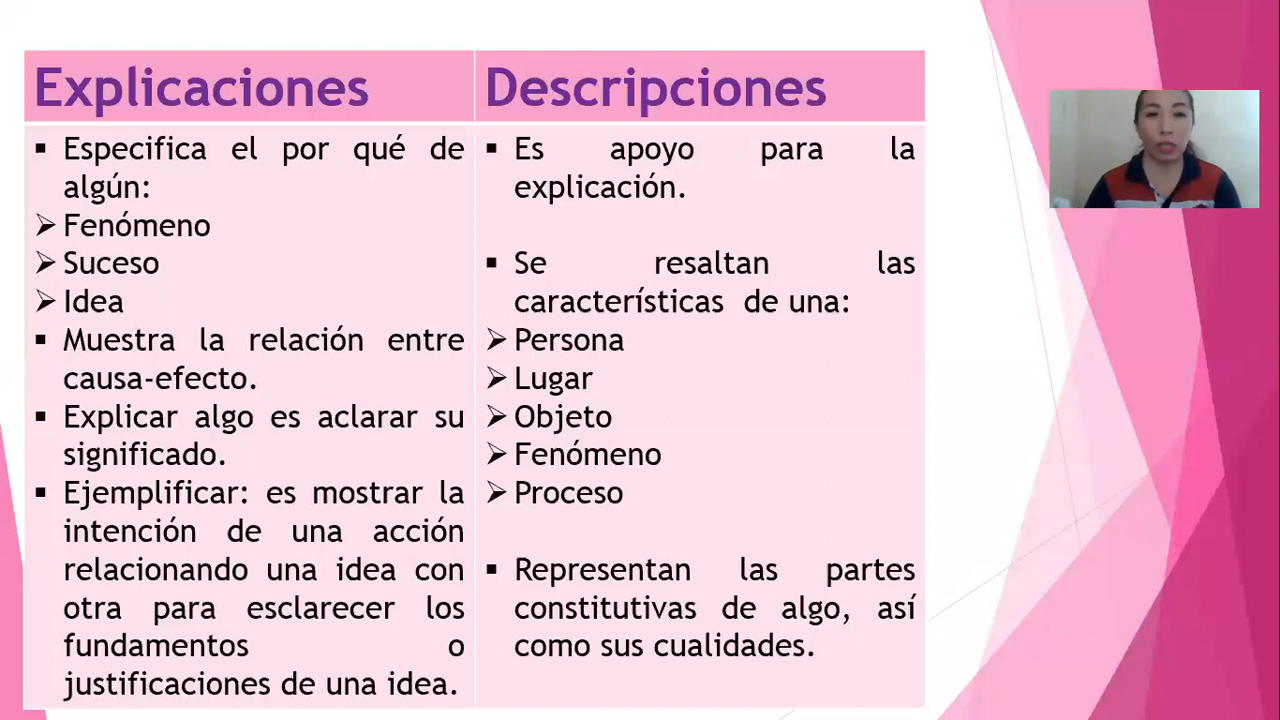 Explicaciones
▪ Especifica el por qué de
algún:
➢ Fenómeno
➢ Suceso
➢ Idea
▪ Muestra la relación entre
causa-efecto.
▪ Explicar algo es aclarar su
significado.
▪ Ejemplificar: es mostrar la
intención de una acción
relacionando una idea con
otra para esclarecer los
fundamentos o
justificaciones de una idea.
Descripciones
▪ Es apoyo para la
explicación.
▪ Se resaltan las
características de una:
➢ Persona
➢ Lugar
➢ Objeto
➢ Fenómeno
➢ Proceso
▪ Representan las partes
constitutivas de algo, así
como sus cualidades.